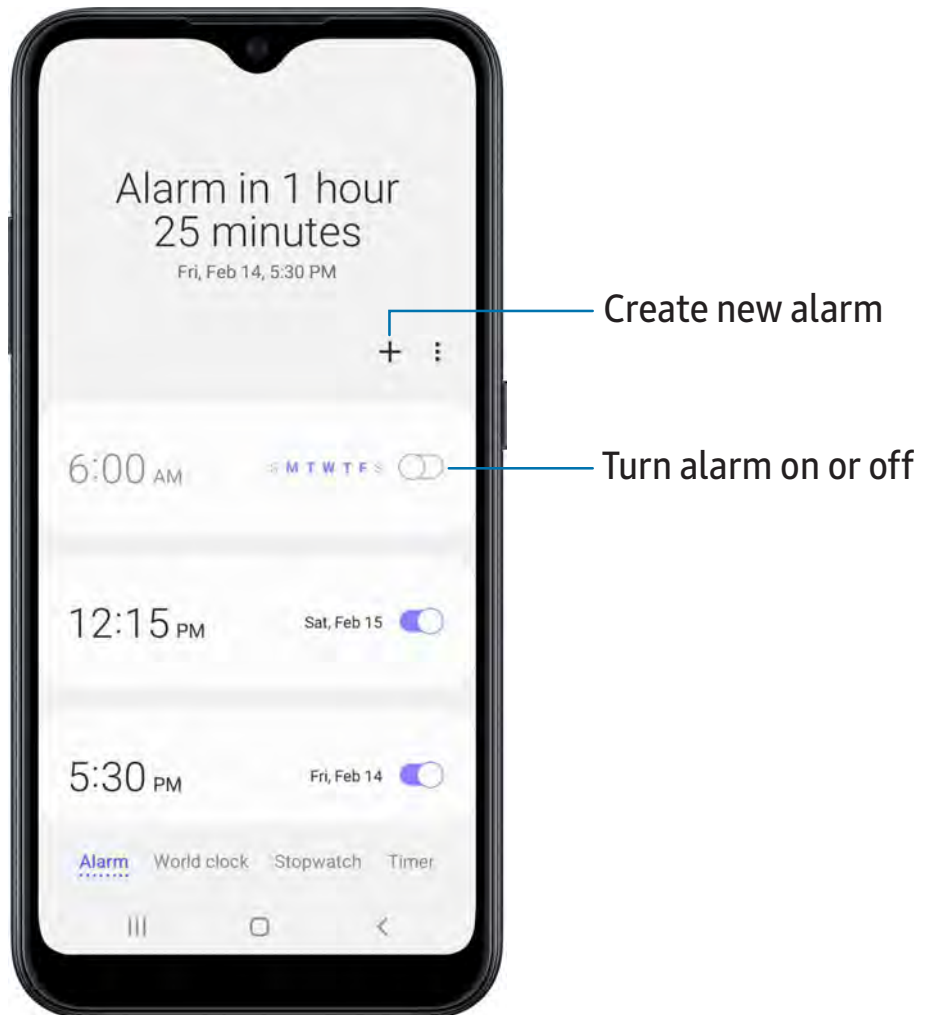 Alarm in 1 hour
25 minutes
Fri, Feb 14, 5:30 PM
Create new alarm
6:00 AM S M T W T F S
Turn alarm on or off
12:15 PM Sat, Feb 15
5:30 PM Fri, Feb 14
Alarm World clock Stopwatch Timer